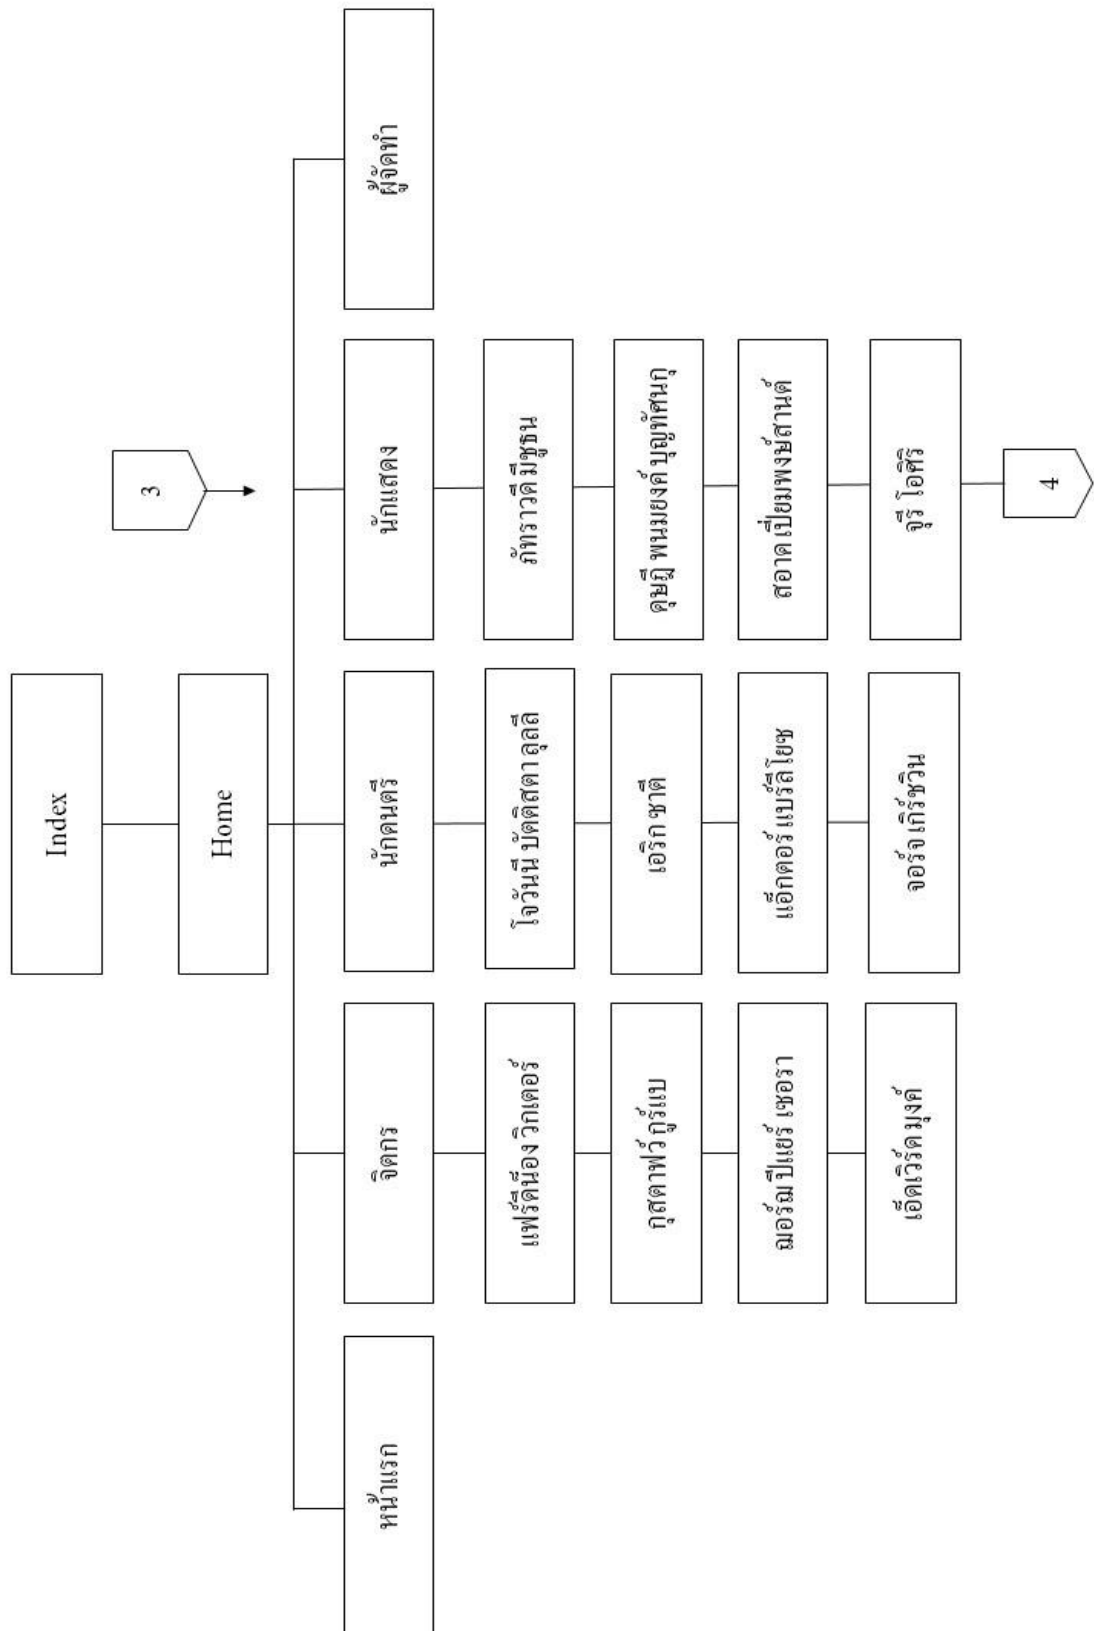 Index
3
Home
หน้าแรก
จิตกร
นักดนตรี
นักแสดง
ผู้จัดทำ
แฟร์ดีน็อง วิกเตอร์
โจวันนี บัตติสตา ลุลลี
ภัทราวดี มีชูธน
กุสตาฟว์ กูร์แบ
เอริก ซาตี
ดุษฎี พนมยงค์ บุญทัศนกุ
ฌอร์ฌ ปีแยร์ เซอรา
แอ็กตอร์ แบร์ลีโยซ
สอาด เปี่ยมพงษ์สานต์
เอ็ดเวิร์ด มุงค์
จอร์จ เกิร์ชวิน
จุรี โอศิริ
4